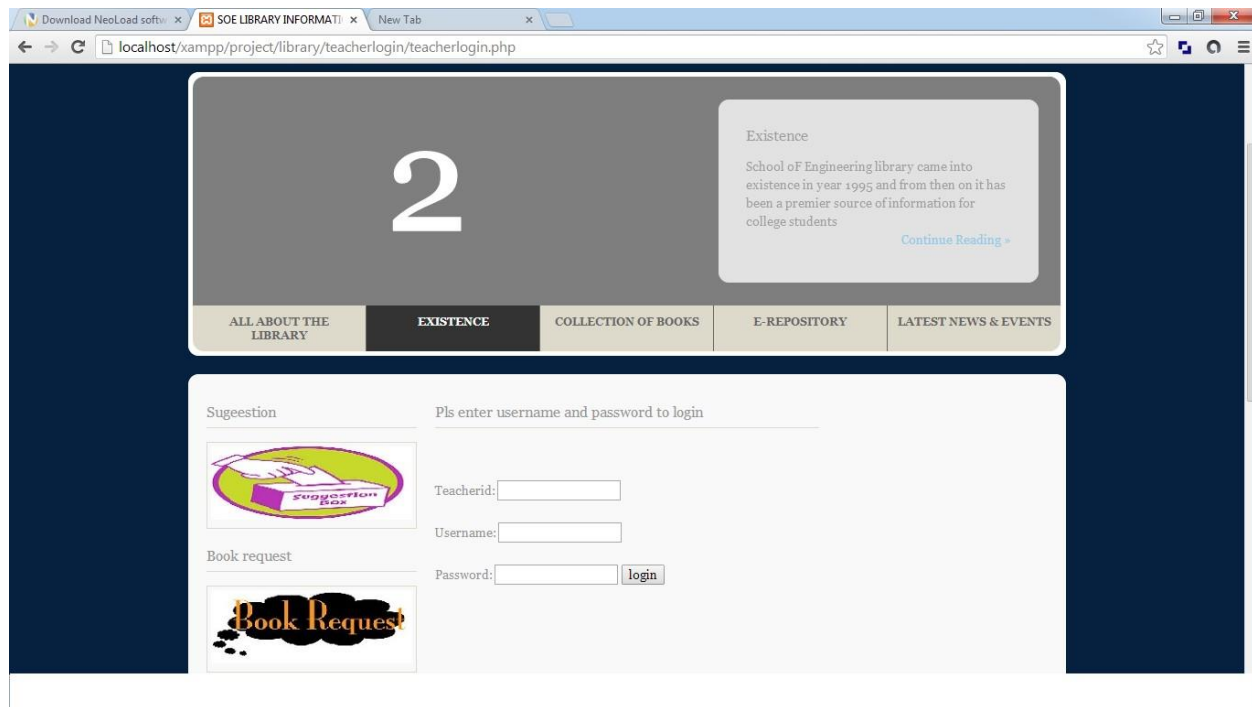 Download NeoLoad softw
SOE LIBRARY INFORMATI
New Tab
localhost/xampp/project/library/teacherlogin/teacherlogin.php
2
Existence
School oF Engineering library came into
existence in year 1995 and from then on it has
been a premier source of information for
college students
Continue Reading »
ALL ABOUT THE
LIBRARY
EXISTENCE
COLLECTION OF BOOKS
E-REPOSITORY
LATEST NEWS & EVENTS
Sugeestion
Suggestion
Box
Book request
Book Request
Pls enter username and password to login
Teacherid:
Username:
Password:
login